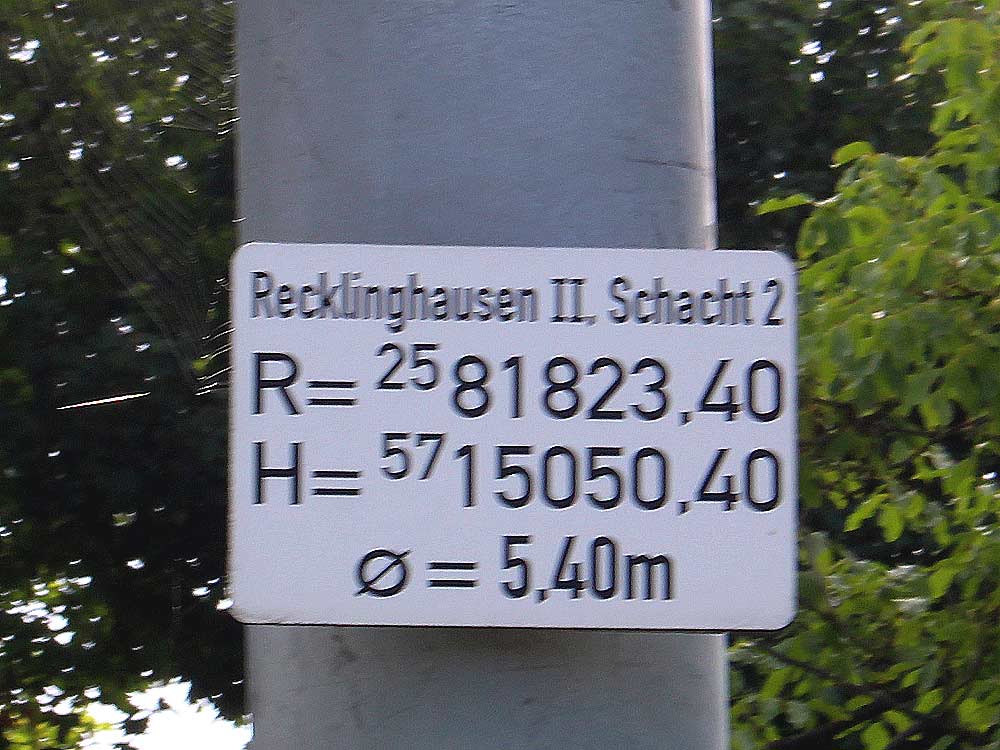 Recklinghausen II, Schacht 2
R= ²⁵81823,40
H= ⁵⁷15050,40
ø = 5,40m